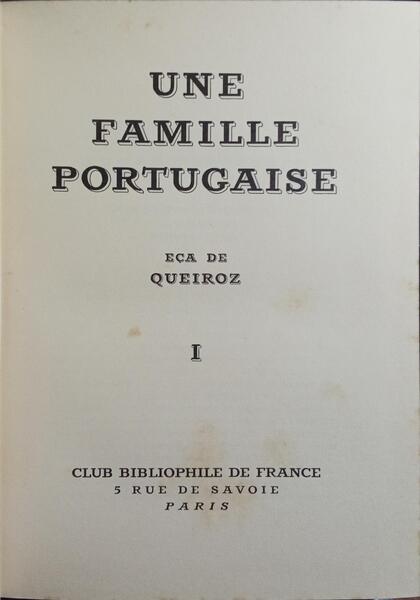 UNE
FAMILLE
PORTUGAISE
EÇA DE
QUEIROZ
I
CLUB BIBLIOPHILE DE FRANCE
5 RUE DE SAVOIE
PARIS